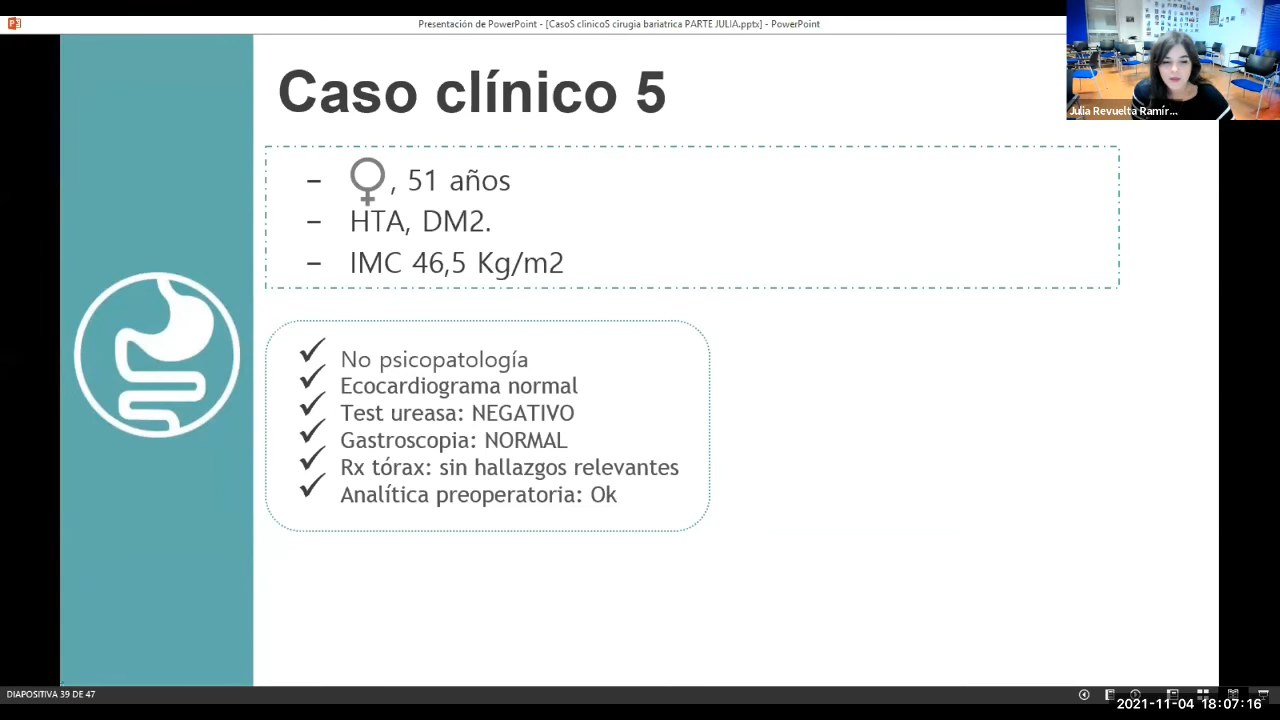 Presentación de PowerPoint - [CasoS clinicoS cirugia bariatrica PARTE JULIA.pptx] - PowerPoint
Julia Revuelta Ramír...
Caso clínico 5
- ♀, 51 años
- HTA, DM2.
- IMC 46,5 Kg/m2
✓ No psicopatología
✓ Ecocardiograma normal
✓ Test ureasa: NEGATIVO
✓ Gastroscopia: NORMAL
✓ Rx tórax: sin hallazgos relevantes
✓ Analítica preoperatoria: Ok
DIAPOSITIVA 39 DE 47
2021-11-04 18:07:16